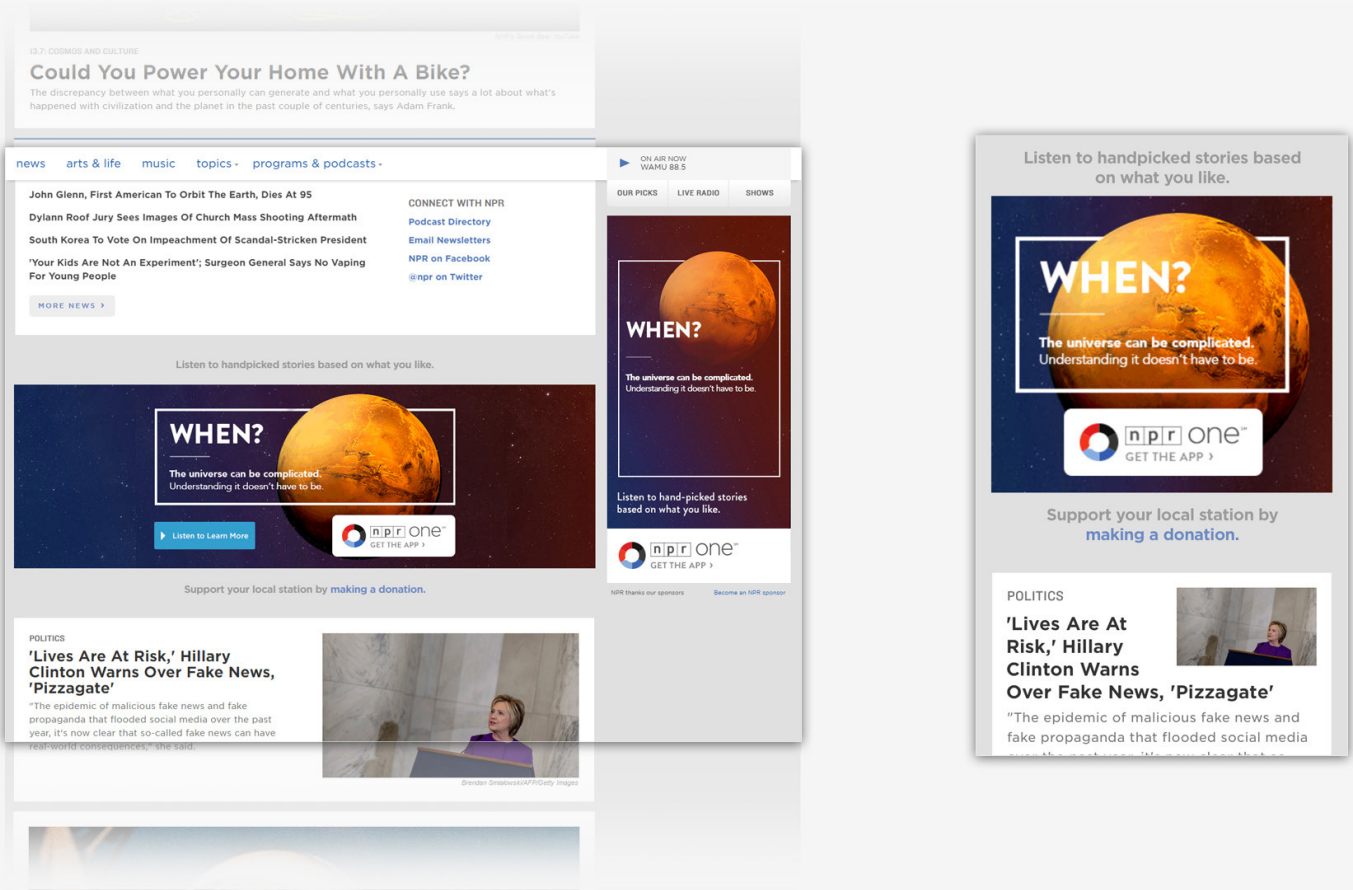 13.7: COSMOS AND CULTURE
Could You Power Your Home With A Bike?
The discrepancy between what you personally can generate and what you personally use says a lot about what's
happened with civilization and the planet in the past couple of centuries, says Adam Frank.
news arts & life music topics programs & podcasts
John Glenn, First American To Orbit The Earth, Dies At 95
Dylann Roof Jury Sees Images Of Church Mass Shooting Aftermath
South Korea To Vote On Impeachment Of Scandal-Stricken President
'Your Kids Are Not An Experiment'; Surgeon General Says No Vaping
For Young People
MORE NEWS ›
CONNECT WITH NPR
Podcast Directory
Email Newsletters
NPR on Facebook
@npr on Twitter
Listen to handpicked stories based on what you like.
WHEN?
The universe can be complicated.
Understanding it doesn't have to be.
Listen to Learn More
npr one℠
GET THE APP ›
Support your local station by making a donation.
POLITICS
'Lives Are At Risk,' Hillary
Clinton Warns Over Fake News,
'Pizzagate'
"The epidemic of malicious fake news and fake
propaganda that flooded social media over the past
year, it's now clear that so-called fake news can have
real-world consequences," she said.
Brendan Smialowski/AFP/Getty Images
ON AIR NOW
WAMU 88.5
OUR PICKS LIVE RADIO SHOWS
WHEN?
The universe can be complicated.
Understanding it doesn't have to be.
Listen to hand-picked stories
based on what you like.
npr one℠
GET THE APP ›
NPR thanks our sponsors Become an NPR sponsor
Listen to handpicked stories based
on what you like.
WHEN?
The universe can be complicated.
Understanding it doesn't have to be.
npr one℠
GET THE APP ›
Support your local station by
making a donation.
POLITICS
'Lives Are At
Risk,' Hillary
Clinton Warns
Over Fake News, 'Pizzagate'
"The epidemic of malicious fake news and
fake propaganda that flooded social media
over the past year, it's now clear that so-